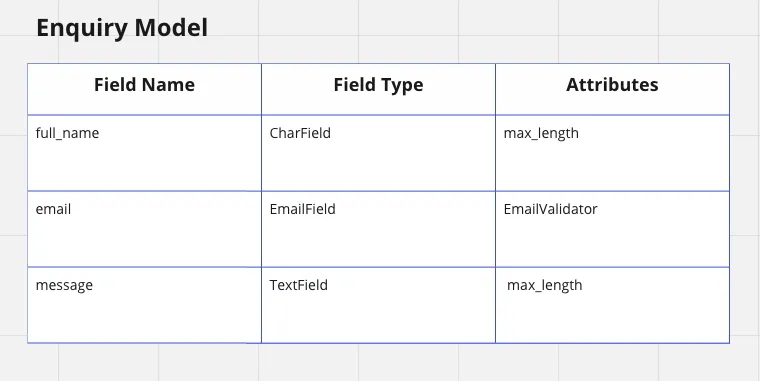 Enquiry Model
Field Name Field Type Attributes
full_name CharField max_length
email EmailField EmailValidator
message TextField max_length